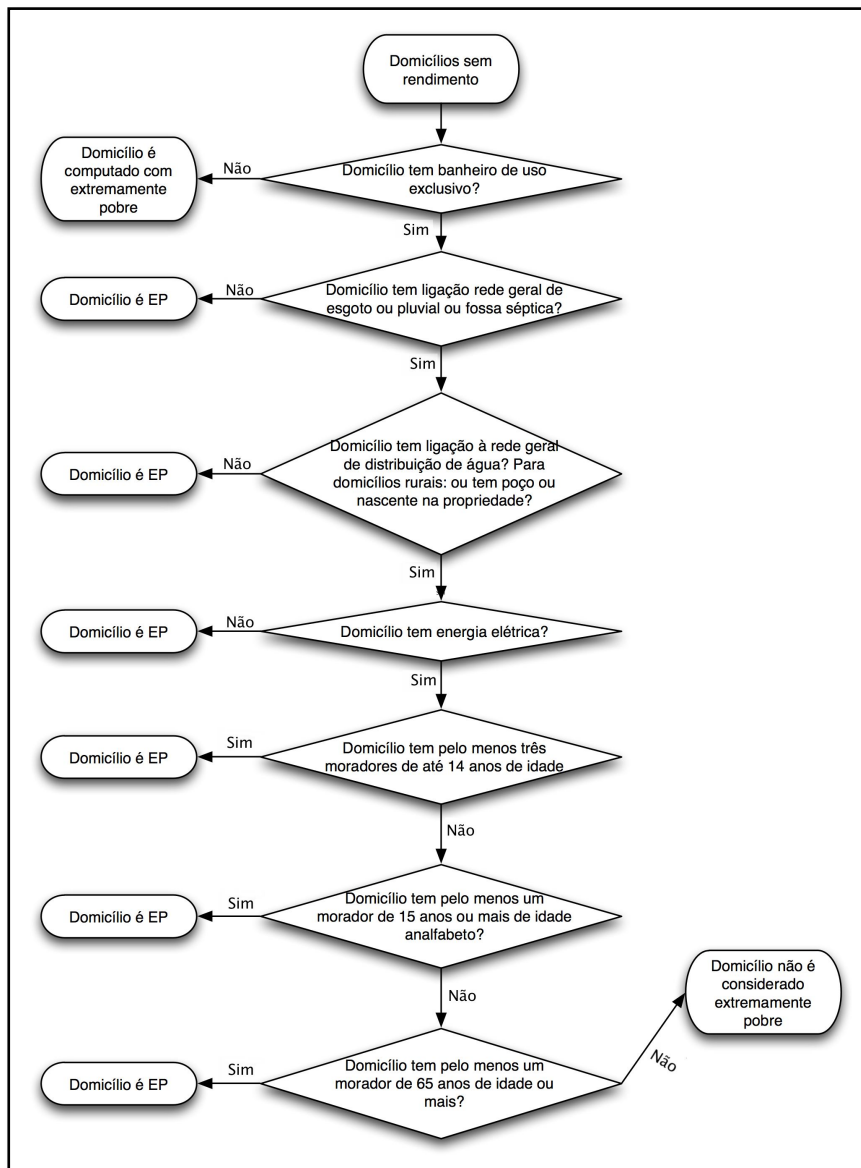 Domicílios sem
rendimento
Domicílio é
computado com
extremamente
pobre
Não
Domicílio tem banheiro de uso
exclusivo?
Sim
Domicílio é EP
Não
Domicílio tem ligação rede geral de
esgoto ou pluvial ou fossa séptica?
Sim
Domicílio é EP
Não
Domicílio tem ligação à rede geral
de distribuição de água? Para
domicílios rurais: ou tem poço ou
nascente na propriedade?
Sim
Domicílio é EP
Não
Domicílio tem energia elétrica?
Sim
Domicílio é EP
Sim
Domicílio tem pelo menos três
moradores de até 14 anos de idade
Não
Domicílio é EP
Sim
Domicílio tem pelo menos um
morador de 15 anos ou mais de idade
analfabeto?
Não
Domicílio não é
considerado
extremamente
pobre
Não
Domicílio é EP
Sim
Domicílio tem pelo menos um
morador de 65 anos de idade ou
mais?